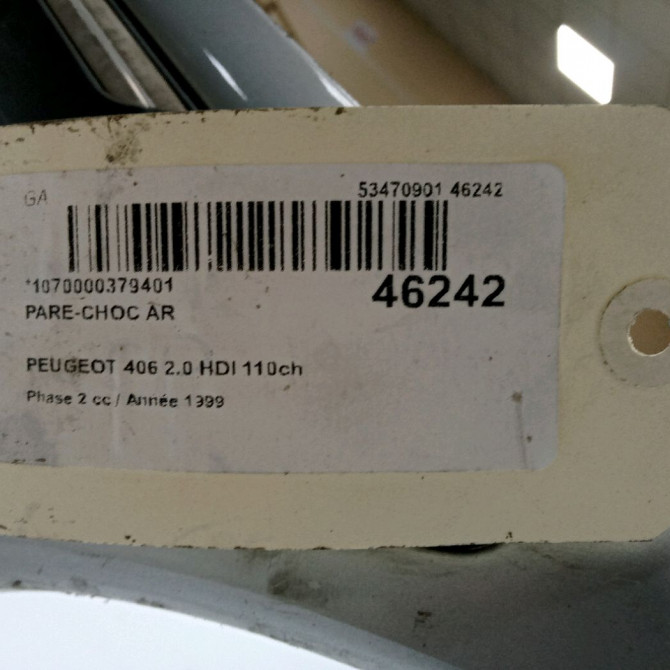 GA
53470901 46242
*1070000379401
46242
PARE-CHOC AR
PEUGEOT 406 2.0 HDI 110ch
Phase 2 cc / Année 1999